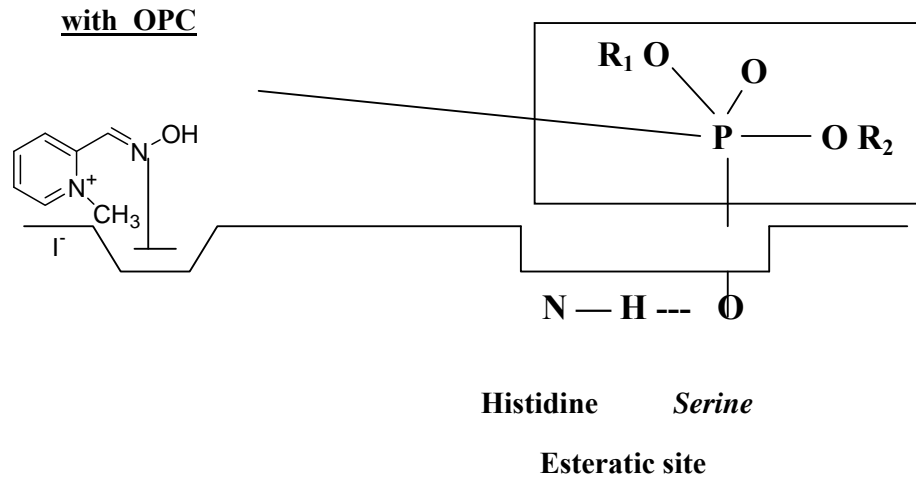 with OPC
R₁ O
O
P
O R₂
OH
N
N⁺
CH₃
I⁻
N — H --- O
Histidine Serine
Esteratic site